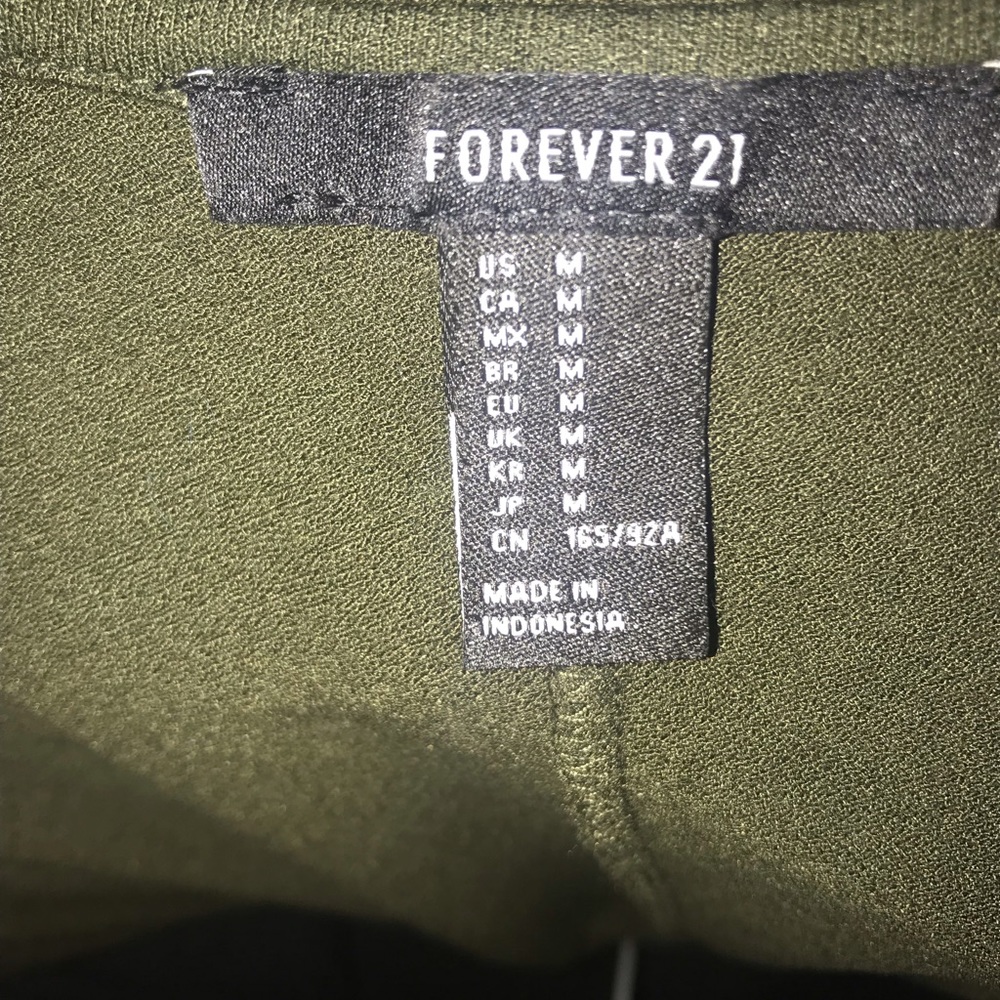 FOREVER 21
US M
CA M
MX M
BR M
EU M
UK M
KR M
JP M
CN 165/92A
MADE IN
INDONESIA